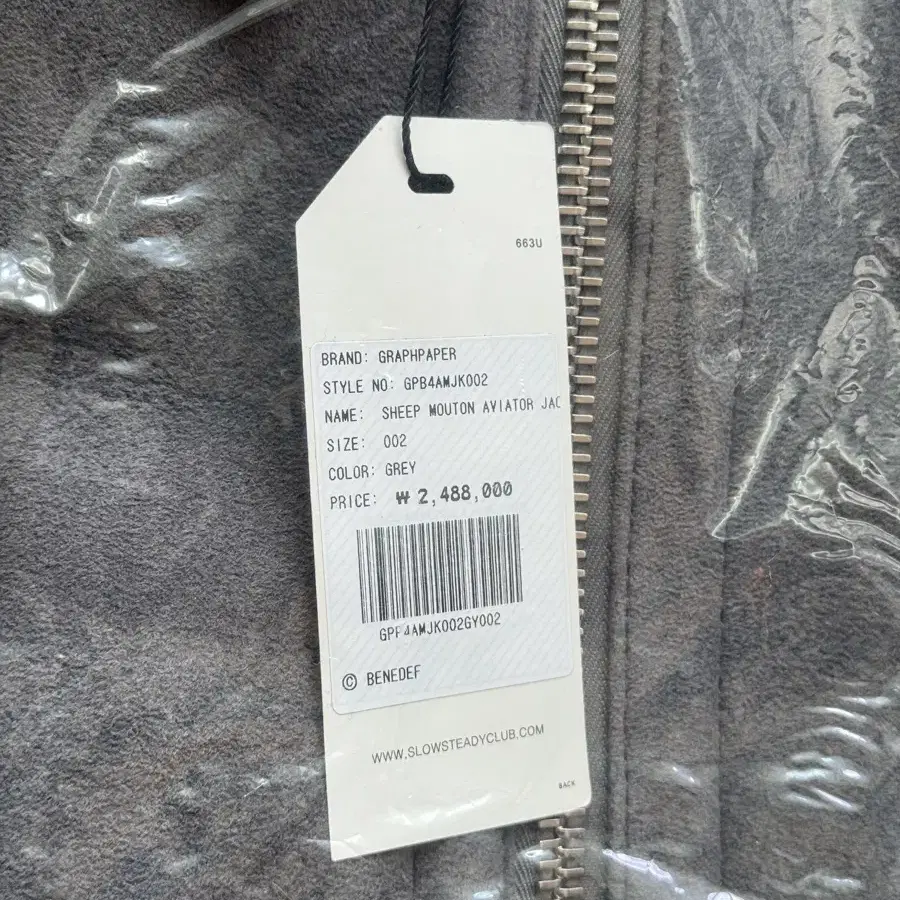 663U
BRAND: GRAPHPAPER
STYLE NO: GPB4AMJK002
NAME: SHEEP MOUTON AVIATOR JAC
SIZE: 002
COLOR: GREY
PRICE: ₩ 2,488,000
GPB4AMJK002GY002
© BENEDEF
WWW.SLOWSTEADYCLUB.COM
BACK